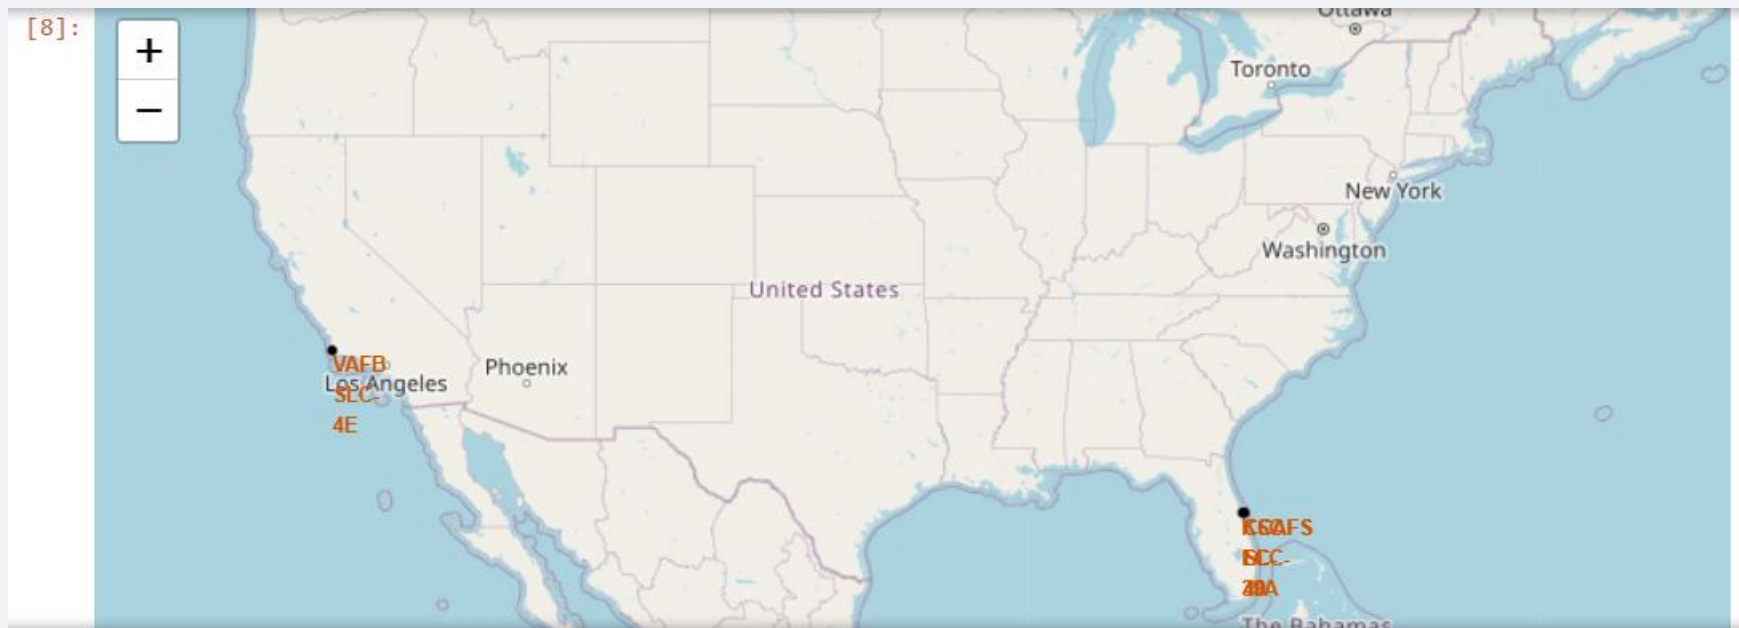 [8]:
+
−
Ottawa
Toronto
New York
Washington
United States
VAFB
Los Angeles
SLC-
4E
Phoenix
The Bahamas